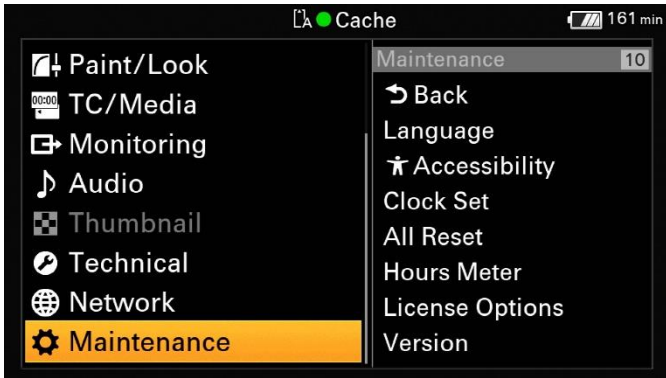 A Cache 161 min
Paint/Look
00:00 TC/Media
Monitoring
Audio
Thumbnail
Technical
Network
Maintenance
Maintenance 10
Back
Language
Accessibility
Clock Set
All Reset
Hours Meter
License Options
Version